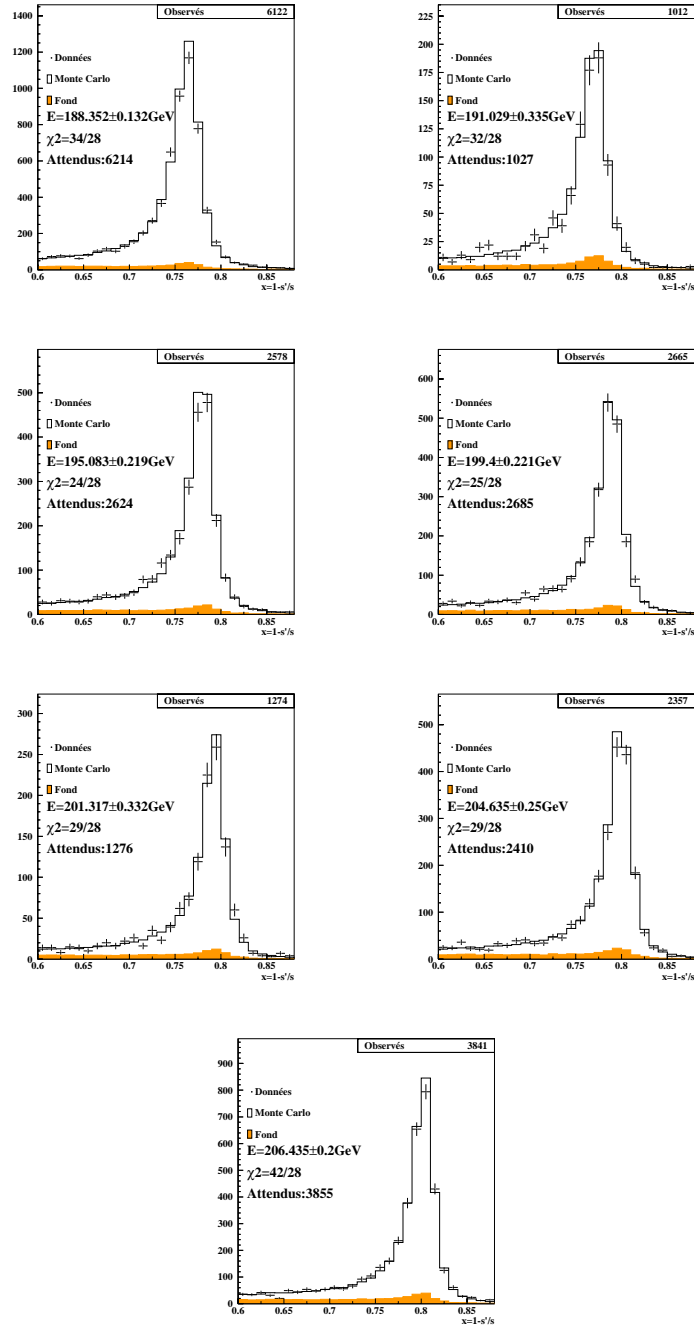 Observés 6122
1400
1200
1000
800
600
400
200
0
Données
Monte Carlo
Fond
E=188.352±0.132GeV
χ2=34/28
Attendus:6214
0.6 0.65 0.7 0.75 0.8 0.85
x=1-s'/s
Observés 1012
225
200
175
150
125
100
75
50
25
0
Données
Monte Carlo
Fond
E=191.029±0.335GeV
χ2=32/28
Attendus:1027
0.6 0.65 0.7 0.75 0.8 0.85
x=1-s'/s
Observés 2578
500
400
300
200
100
0
Données
Monte Carlo
Fond
E=195.083±0.219GeV
χ2=24/28
Attendus:2624
0.6 0.65 0.7 0.75 0.8 0.85
x=1-s'/s
Observés 2665
600
500
400
300
200
100
0
Données
Monte Carlo
Fond
E=199.4±0.221GeV
χ2=25/28
Attendus:2685
0.6 0.65 0.7 0.75 0.8 0.85
x=1-s'/s
Observés 1274
300
250
200
150
100
50
0
Données
Monte Carlo
Fond
E=201.317±0.332GeV
χ2=29/28
Attendus:1276
0.6 0.65 0.7 0.75 0.8 0.85
x=1-s'/s
Observés 2357
500
400
300
200
100
0
Données
Monte Carlo
Fond
E=204.635±0.25GeV
χ2=29/28
Attendus:2410
0.6 0.65 0.7 0.75 0.8 0.85
x=1-s'/s
Observés 3841
900
800
700
600
500
400
300
200
100
0
Données
Monte Carlo
Fond
E=206.435±0.2GeV
χ2=42/28
Attendus:3855
0.6 0.65 0.7 0.75 0.8 0.85
x=1-s'/s